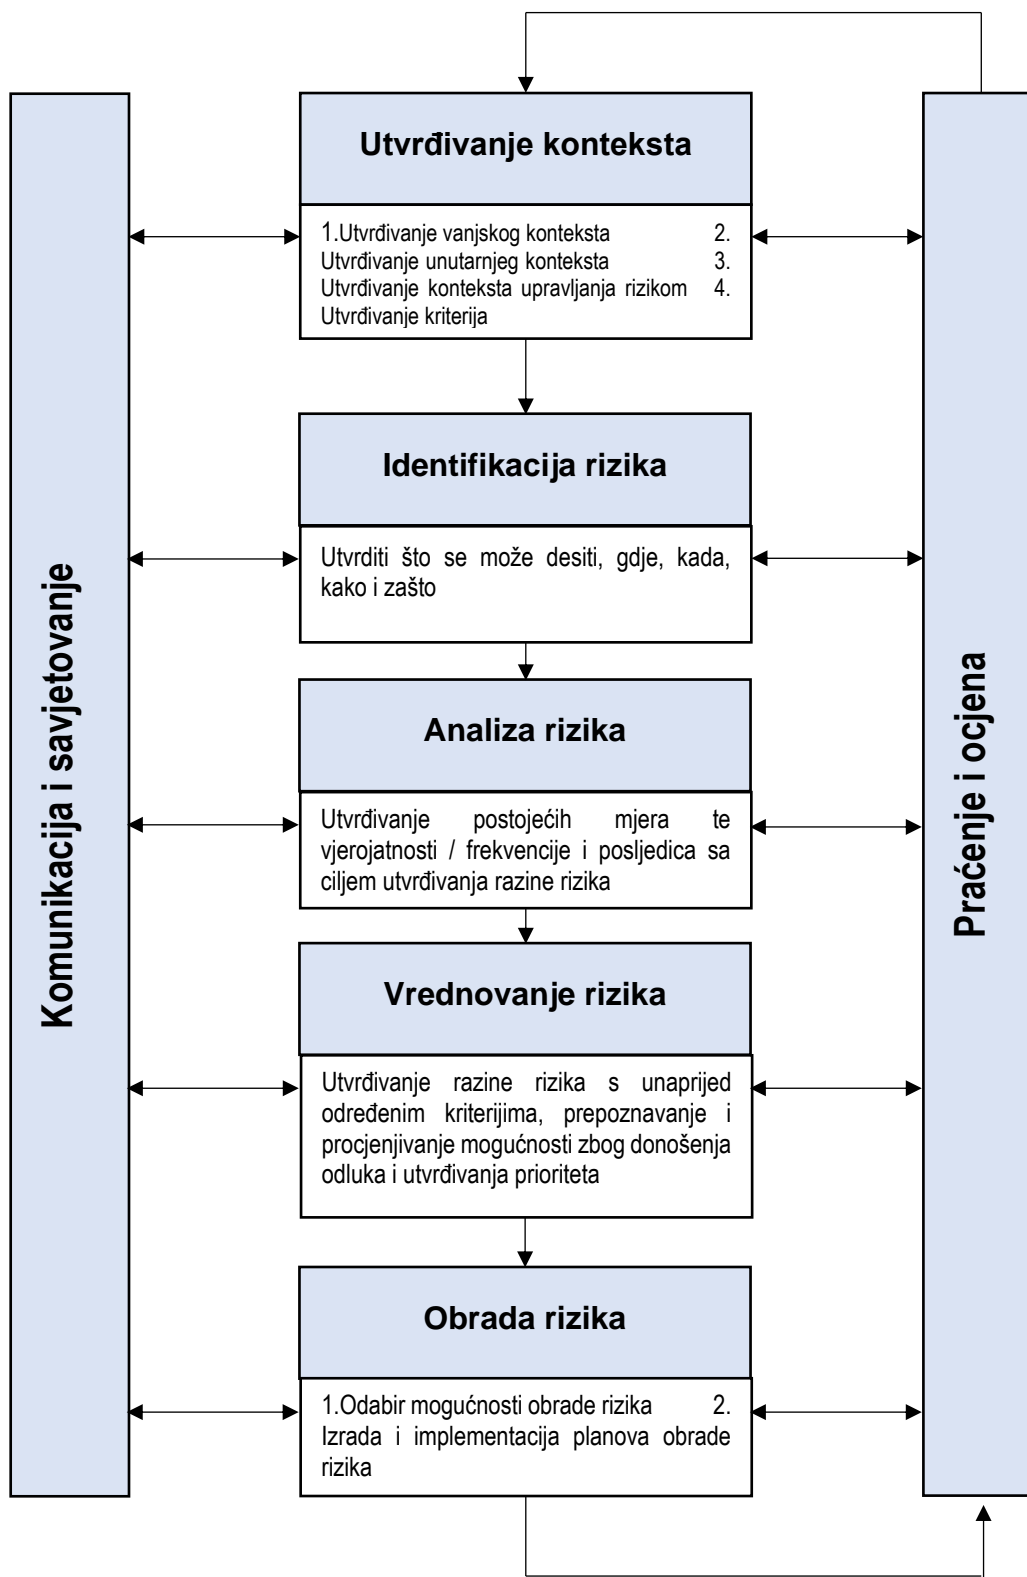 Utvrđivanje konteksta
1.Utvrđivanje vanjskog konteksta 2.
Utvrđivanje unutarnjeg konteksta 3.
Utvrđivanje konteksta upravljanja rizikom 4.
Utvrđivanje kriterija
Identifikacija rizika
Utvrditi što se može desiti, gdje, kada,
kako i zašto
Analiza rizika
Utvrđivanje postojećih mjera te
vjerojatnosti / frekvencije i posljedica sa
ciljem utvrđivanja razine rizika
Vrednovanje rizika
Utvrđivanje razine rizika s unaprijed
određenim kriterijima, prepoznavanje i
procjenjivanje mogućnosti zbog donošenja
odluka i utvrđivanja prioriteta
Obrada rizika
1.Odabir mogućnosti obrade rizika 2.
Izrada i implementacija planova obrade
rizika
Komunikacija i savjetovanje
Praćenje i ocjena